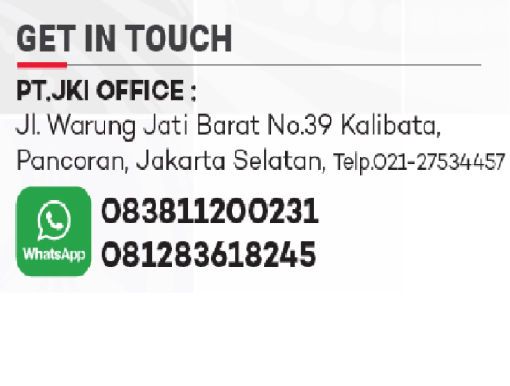 GET IN TOUCH
PT.JKI OFFICE :
Jl. Warung Jati Barat No.39 Kalibata,
Pancoran, Jakarta Selatan, Telp.021-27534457
WhatsApp
083811200231
081283618245